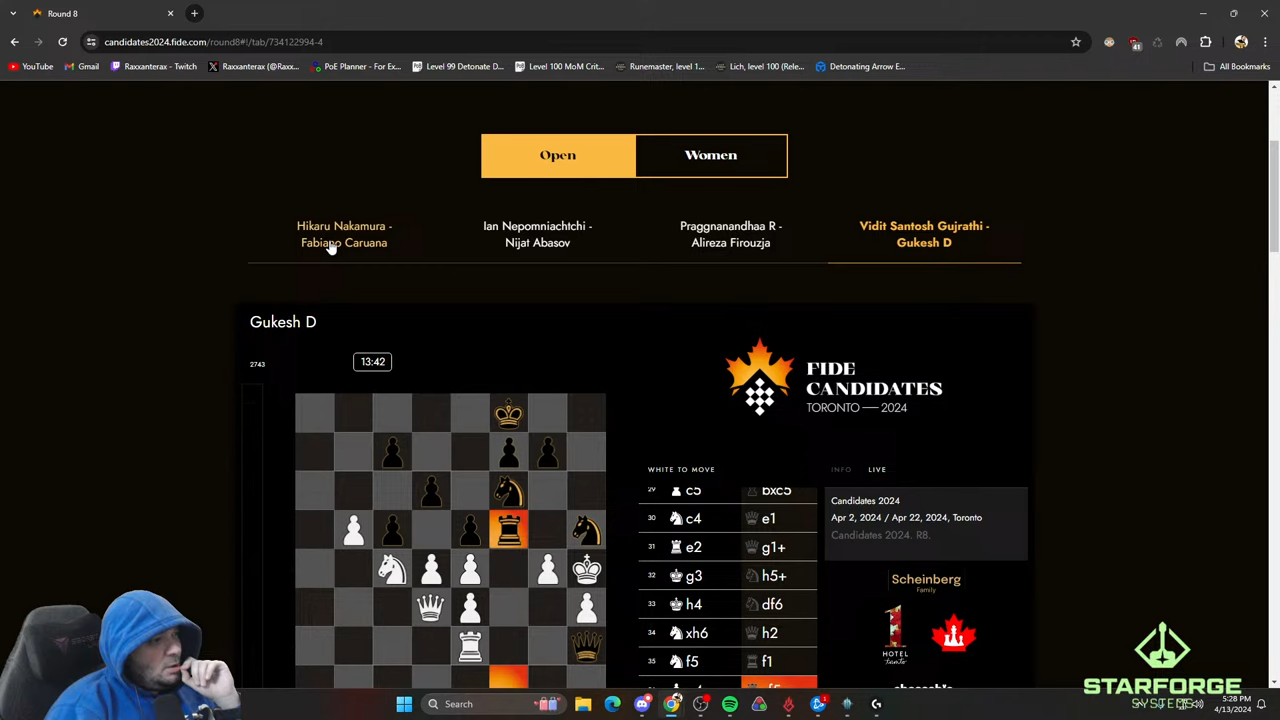 Round 8
candidates2024.fide.com/round8#!/tab/734122994-4
41
YouTube
Gmail
Raxxanterax - Twitch
Raxxanterax (@Raxx...
PoE Planner - For Ex...
Level 99 Detonate D...
Level 100 MoM Crit...
Runemaster, level 1...
Lich, level 100 (Rele...
Detonating Arrow E...
All Bookmarks
Open
Women
Hikaru Nakamura -
Fabiano Caruana
Ian Nepomniachtchi -
Nijat Abasov
Praggnanandhaa R -
Alireza Firouzja
Vidit Santosh Gujrathi -
Gukesh D
Gukesh D
2743
13:42
FIDE
CANDIDATES
TORONTO — 2024
WHITE TO MOVE
INFO
LIVE
29 c5 bxc5
30 c4 e1
31 e2 g1+
32 g3 h5+
33 h4 df6
34 xh6 h2
35 f5 f1
Candidates 2024
Apr 2, 2024 / Apr 22, 2024, Toronto
Candidates 2024. R8.
Scheinberg
Family
HOTEL
STARFORGE
SYSTEMS
Search
5:28 PM
4/13/2024